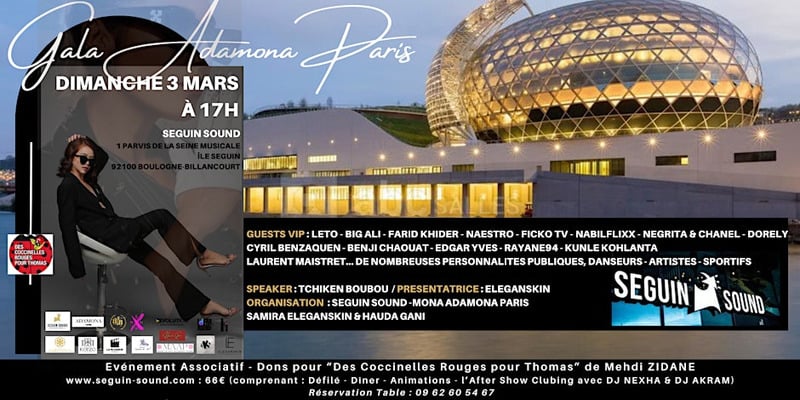 Gala Adamona Paris
DIMANCHE 3 MARS
À 17H
SEGUIN SOUND
1 PARVIS DE LA SEINE MUSICALE
ÎLE SEGUIN
92100 BOULOGNE-BILLANCOURT
SALLES
DES
COCCINELLES
ROUGES
POUR THOMAS
GUESTS VIP : LETO - BIG ALI - FARID KHIDER - NAESTRO - FICKO TV - NABILFLIXX - NEGRITA & CHANEL - DORELY
CYRIL BENZAQUEN - BENJI CHAOUAT - EDGAR YVES - RAYANE94 - KUNLE KOHLANTA
LAURENT MAISTRET... DE NOMBREUSES PERSONNALITES PUBLIQUES, DANSEURS - ARTISTES - SPORTIFS
SPEAKER : TCHIKEN BOUBOU / PRESENTATRICE : ELEGANSKIN
ORGANISATION : SEGUIN SOUND -MONA ADAMONA PARIS
SAMIRA ELEGANSKIN & HAUDA GANI
SEGUIN SOUND
Evénement Associatif - Dons pour "Des Coccinelles Rouges pour Thomas" de Mehdi ZIDANE
www.seguin-sound.com : 66€ (comprenant : Défilé - Diner - Animations - l'After Show Clubing avec DJ NEXHA & DJ AKRAM)
Réservation Table : 09 62 60 54 67